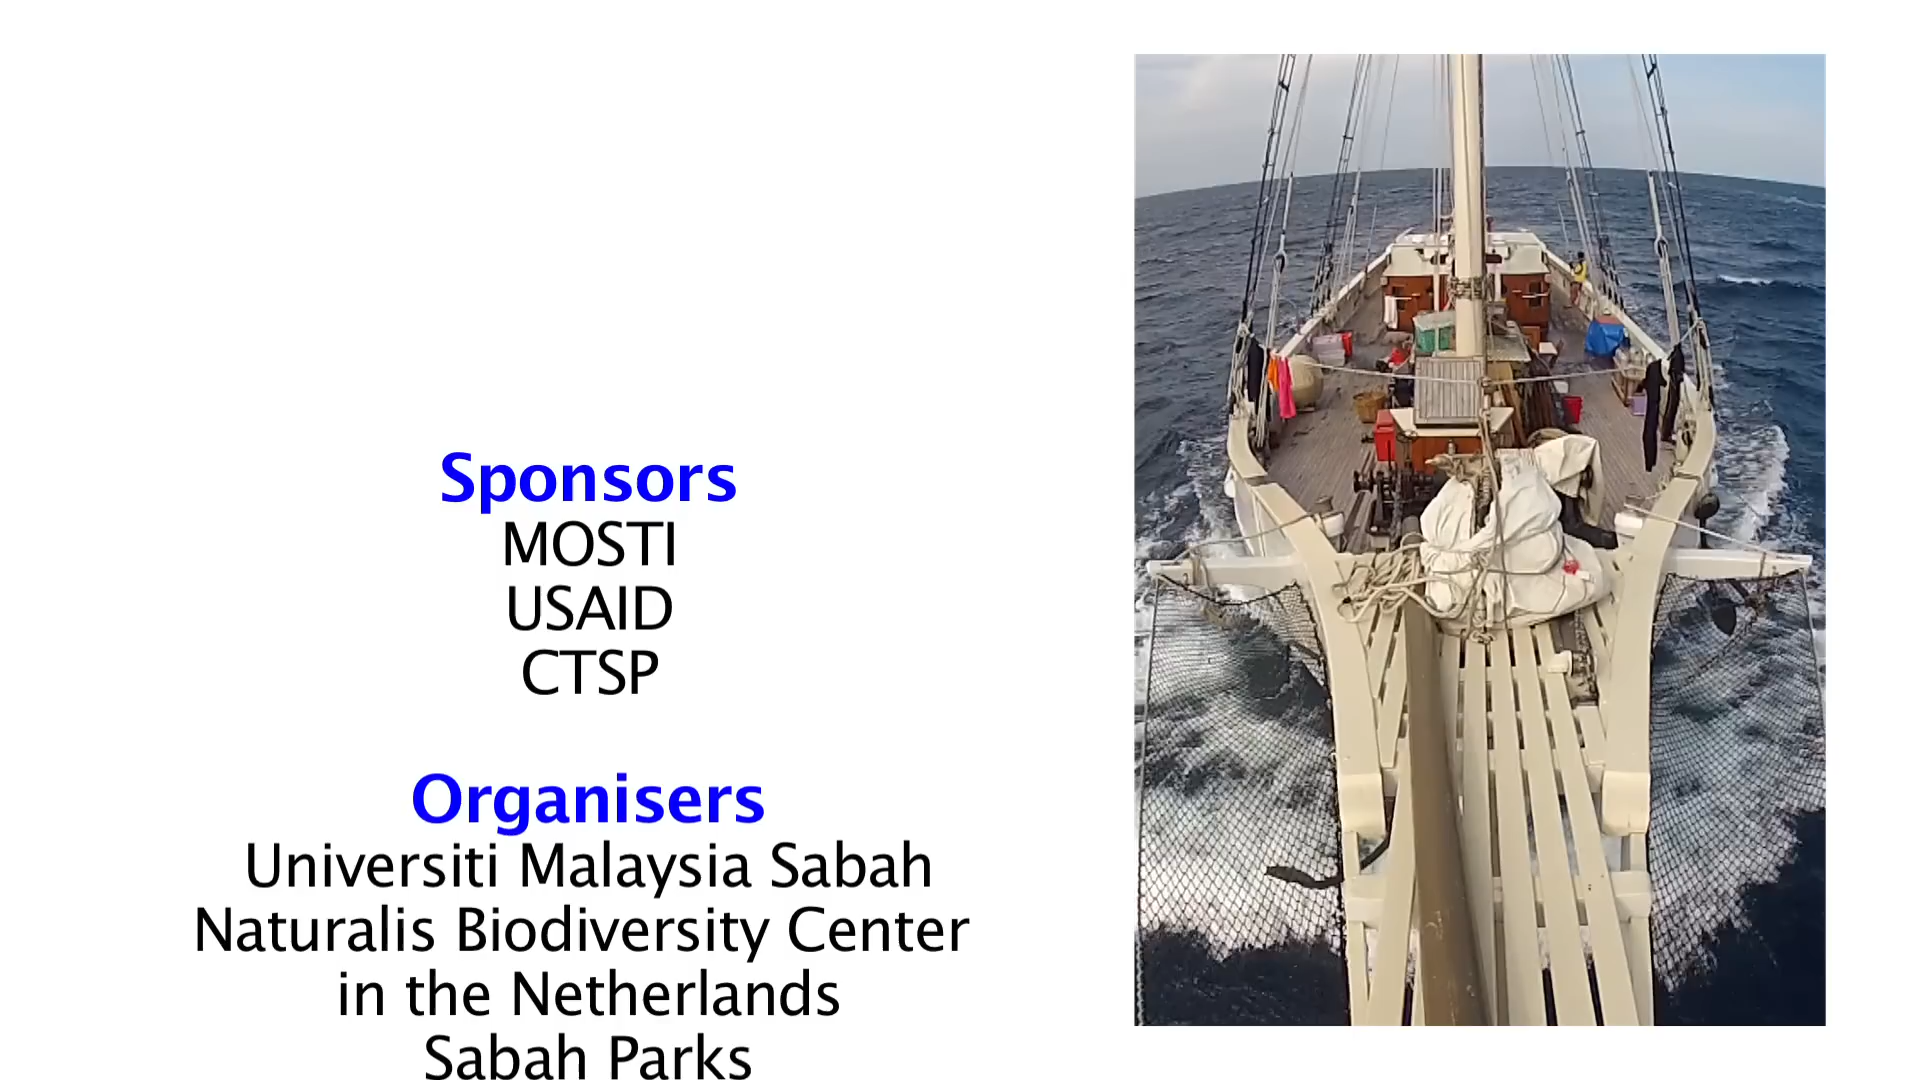 Sponsors
MOSTI
USAID
CTSP
Organisers
Universiti Malaysia Sabah
Naturalis Biodiversity Center
in the Netherlands
Sabah Parks